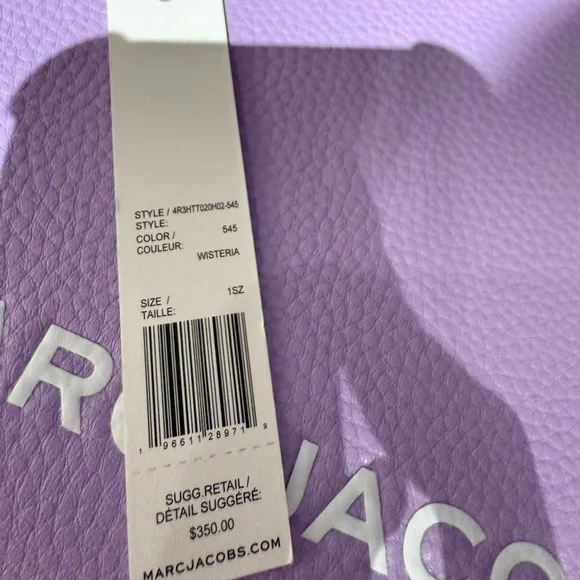 STYLE / 4R3HTT020H02-545
STYLE:
COLOR / 545
COULEUR:
WISTERIA
SIZE / 1SZ
TAILLE:
1 96611 28971 9
SUGG.RETAIL /
DÉTAIL SUGGÉRÉ:
$350.00
MARCJACOBS.COM
RC JACO